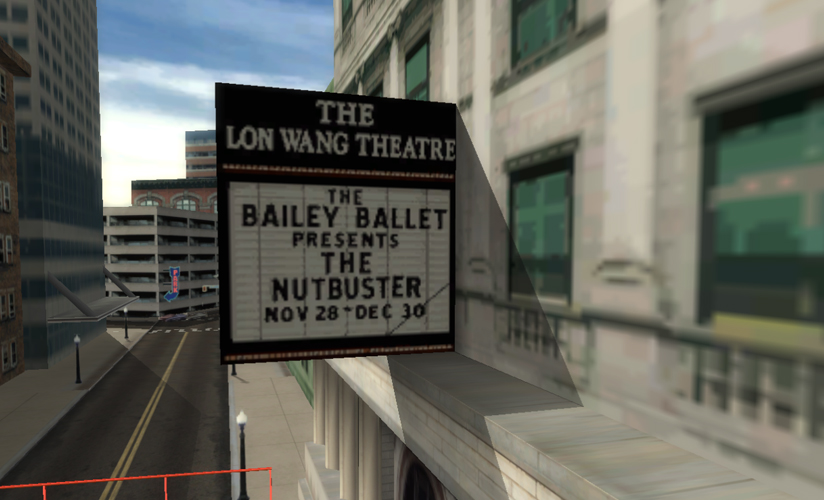 THE
LON WANG THEATRE
THE
BAILEY BALLET
PRESENTS
THE
NUTBUSTER
NOV 28-DEC 30